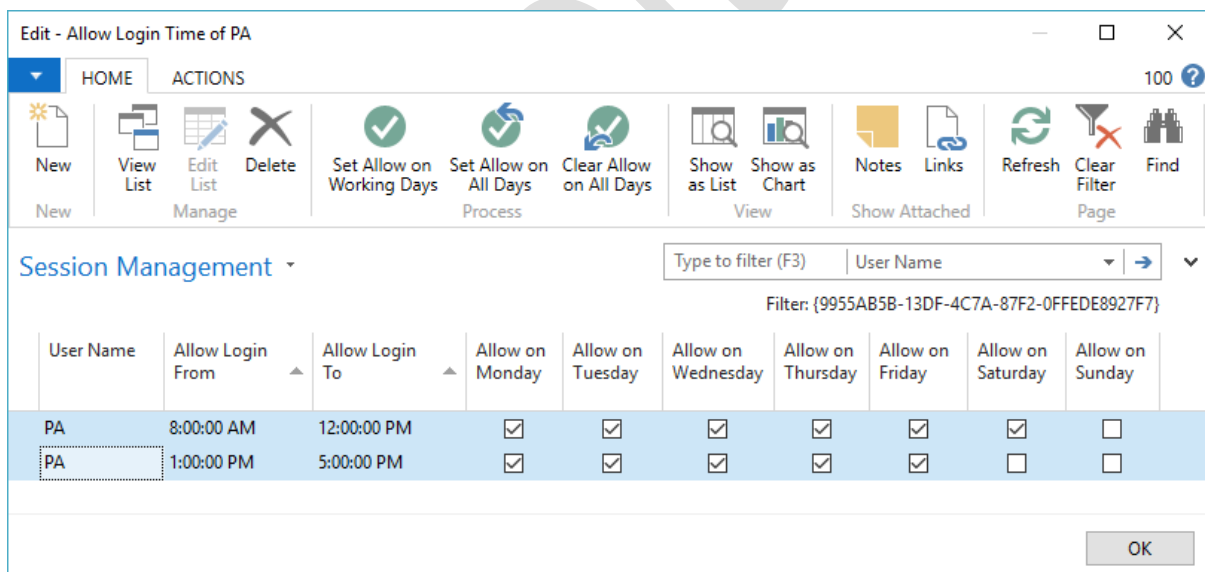 Edit - Allow Login Time of PA
HOME ACTIONS 100 ?
New View List Edit List Delete Set Allow on Working Days Set Allow on All Days Clear Allow on All Days Show as List Show as Chart Notes Links Refresh Clear Filter Find
New Manage Process View Show Attached Page
Session Management Type to filter (F3) User Name
Filter: {9955AB5B-13DF-4C7A-87F2-0FFEDE8927F7}
User Name Allow Login From Allow Login To Allow on Monday Allow on Tuesday Allow on Wednesday Allow on Thursday Allow on Friday Allow on Saturday Allow on Sunday
PA 8:00:00 AM 12:00:00 PM
PA 1:00:00 PM 5:00:00 PM
OK